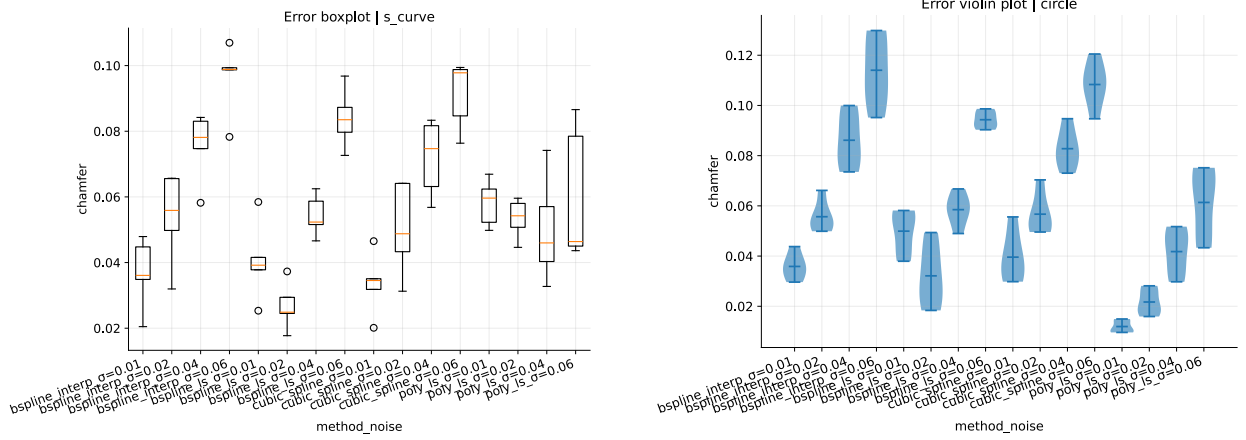 Error boxplot | s_curve
chamfer
0.10
0.08
0.06
0.04
0.02
bspline_interp_σ=0.01
bspline_interp_σ=0.02
bspline_interp_σ=0.04
bspline_interp_σ=0.06
bspline_ls_σ=0.01
bspline_ls_σ=0.02
bspline_ls_σ=0.04
bspline_ls_σ=0.06
cubic_spline_σ=0.01
cubic_spline_σ=0.02
cubic_spline_σ=0.04
cubic_spline_σ=0.06
poly_ls_σ=0.01
poly_ls_σ=0.02
poly_ls_σ=0.04
poly_ls_σ=0.06
method_noise
Error violin plot | circle
chamfer
0.12
0.10
0.08
0.06
0.04
0.02
bspline_interp_σ=0.01
bspline_interp_σ=0.02
bspline_interp_σ=0.04
bspline_interp_σ=0.06
bspline_ls_σ=0.01
bspline_ls_σ=0.02
bspline_ls_σ=0.04
bspline_ls_σ=0.06
cubic_spline_σ=0.01
cubic_spline_σ=0.02
cubic_spline_σ=0.04
cubic_spline_σ=0.06
poly_ls_σ=0.01
poly_ls_σ=0.02
poly_ls_σ=0.04
poly_ls_σ=0.06
method_noise